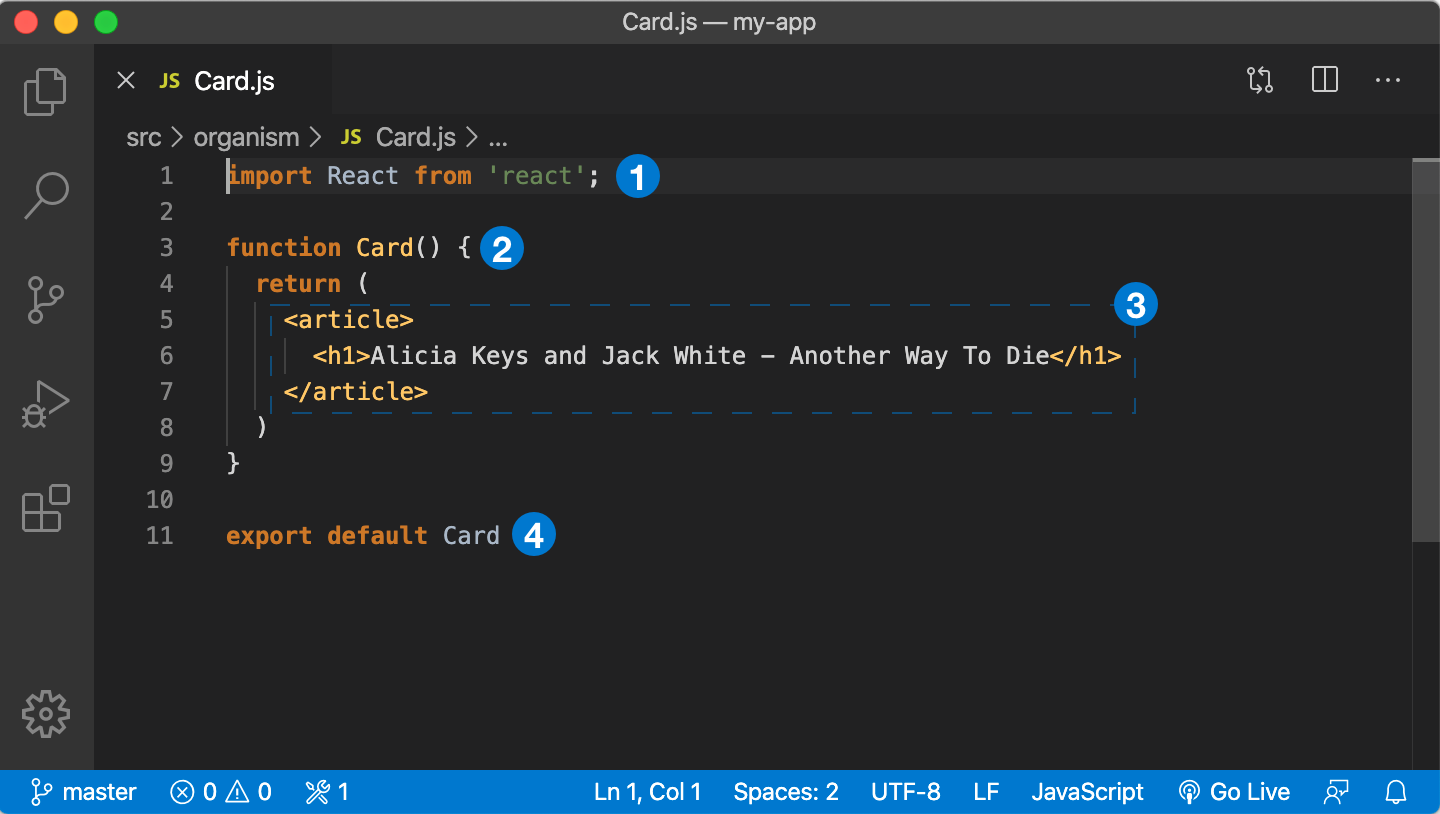 Card.js — my-app
JS Card.js
src > organism > JS Card.js > ...
1 import React from 'react'; 1
2
3 function Card() { 2
4 return (
3
5 <article>
6 <h1>Alicia Keys and Jack White – Another Way To Die</h1>
7 </article>
8 )
9 }
10
11 export default Card 4
master 0 0 1 Ln 1, Col 1 Spaces: 2 UTF-8 LF JavaScript Go Live